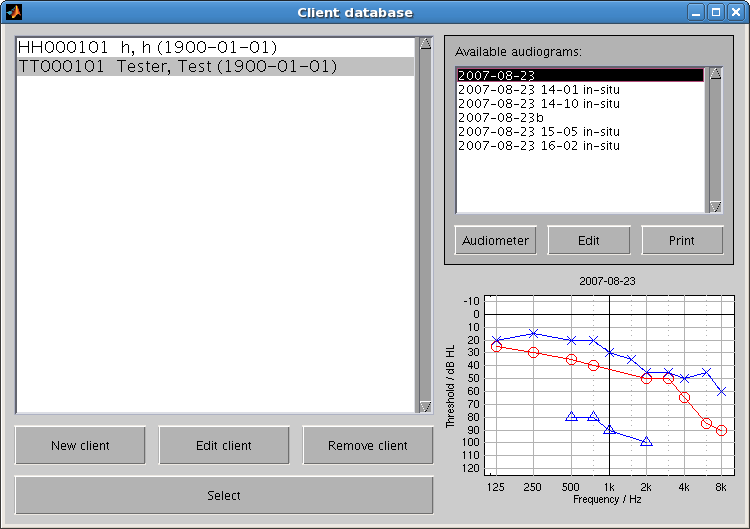 Client database
HH000101 h, h (1900-01-01)
TT000101 Tester, Test (1900-01-01)
New client
Edit client
Remove client
Select
Available audiograms:
2007-08-23
2007-08-23 14-01 in-situ
2007-08-23 14-10 in-situ
2007-08-23b
2007-08-23 15-05 in-situ
2007-08-23 16-02 in-situ
Audiometer
Edit
Print
2007-08-23
Threshold / dB HL
-10
0
10
20
30
40
50
60
70
80
90
100
110
120
125 250 500 1k 2k 4k 8k
Frequency / Hz